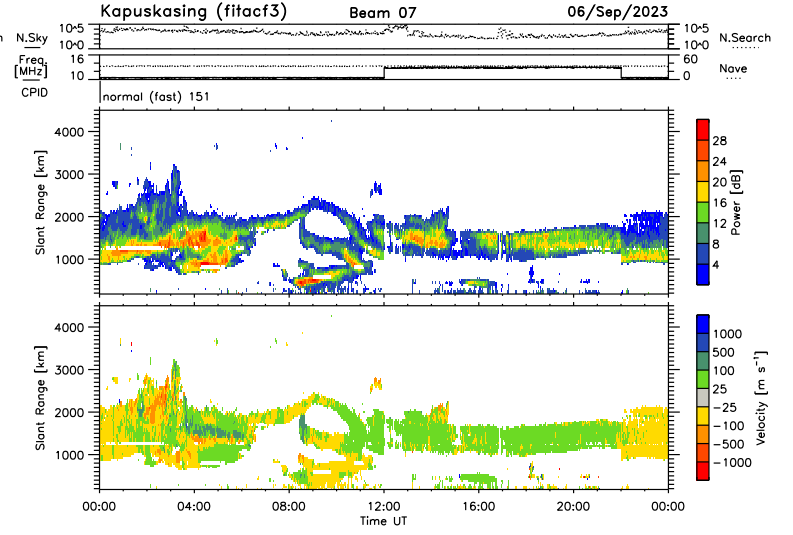 Kapuskasing (fitacf3) Beam 07 06/Sep/2023
N.Sky 10^5 10^5
10^0 10^0 N.Search
Freq. 16 60
[MHz] 10 0 Nave
CPID normal (fast) 151
4000
3000
2000
1000
Slant Range [km]
28
24
20
16
12
8
4
Power [dB]
4000
3000
2000
1000
Slant Range [km]
1000
500
100
25
−25
−100
−500
−1000
Velocity [m s⁻¹]
00:00 04:00 08:00 12:00 16:00 20:00 00:00
Time UT